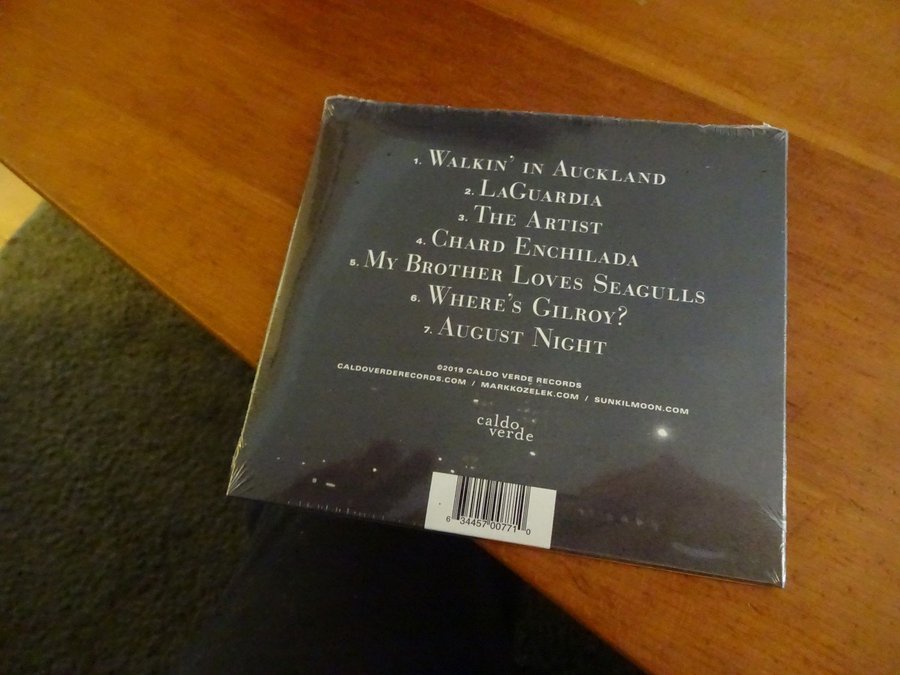 1. Walkin' in Auckland
2. LaGuardia
3. The Artist
4. Chard Enchilada
5. My Brother Loves Seagulls
6. Where's Gilroy?
7. August Night
©2019 CALDO VERDE RECORDS
CALDOVERDERECORDS.COM / MARKKOZELEK.COM / SUNKILMOON.COM
caldo
verde
6 34457 00771 0